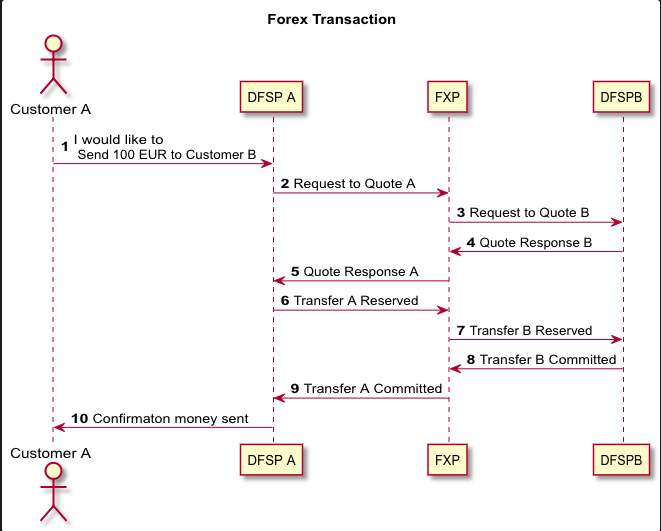 Forex Transaction
Customer A
DFSP A
FXP
DFSPB
1 I would like to
Send 100 EUR to Customer B
2 Request to Quote A
3 Request to Quote B
4 Quote Response B
5 Quote Response A
6 Transfer A Reserved
7 Transfer B Reserved
8 Transfer B Committed
9 Transfer A Committed
10 Confirmaton money sent
Customer A
DFSP A
FXP
DFSPB